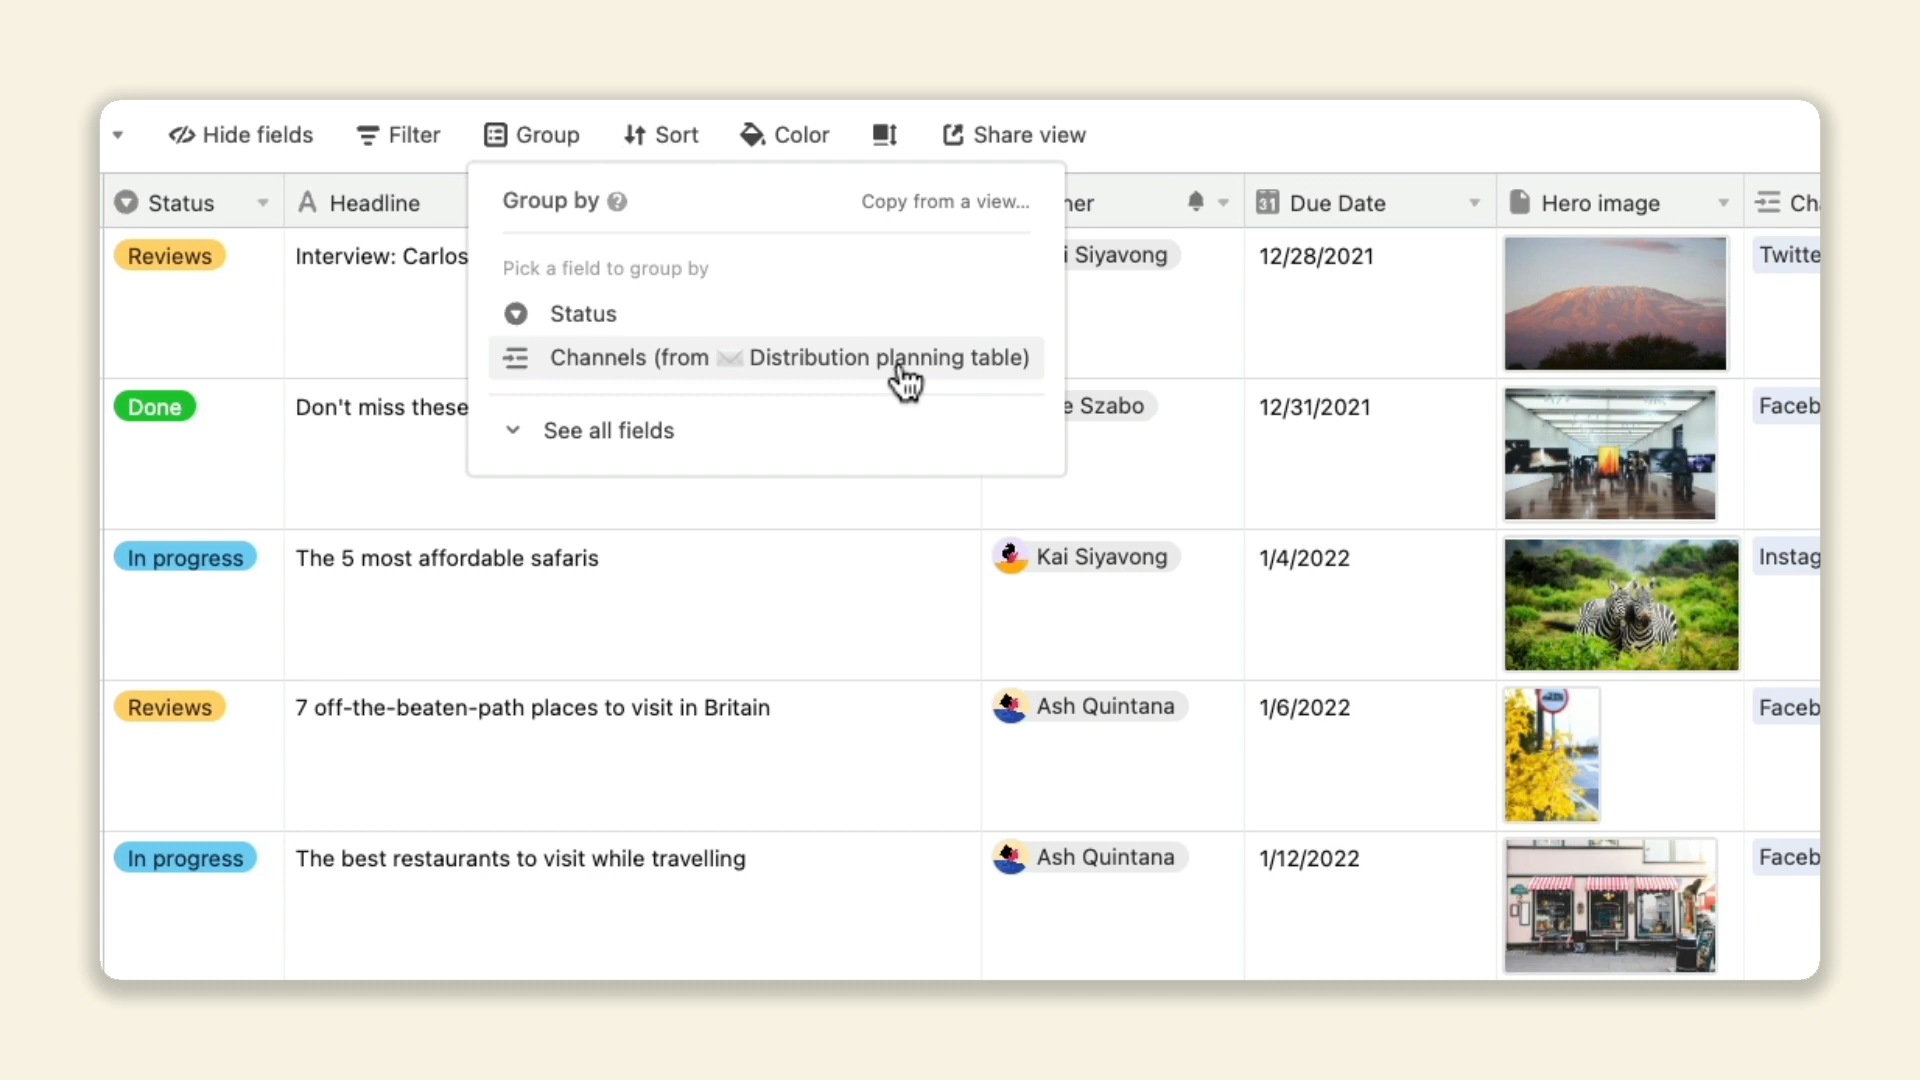 Hide fields Filter Group Sort Color Share view
Status Headline ner Due Date Hero image Ch
Group by Copy from a view...
Pick a field to group by
Status
Channels (from Distribution planning table)
See all fields
Reviews Interview: Carlos i Siyavong 12/28/2021 Twitte
Done Don't miss these e Szabo 12/31/2021 Faceb
In progress The 5 most affordable safaris Kai Siyavong 1/4/2022 Instag
Reviews 7 off-the-beaten-path places to visit in Britain Ash Quintana 1/6/2022 Faceb
In progress The best restaurants to visit while travelling Ash Quintana 1/12/2022 Faceb